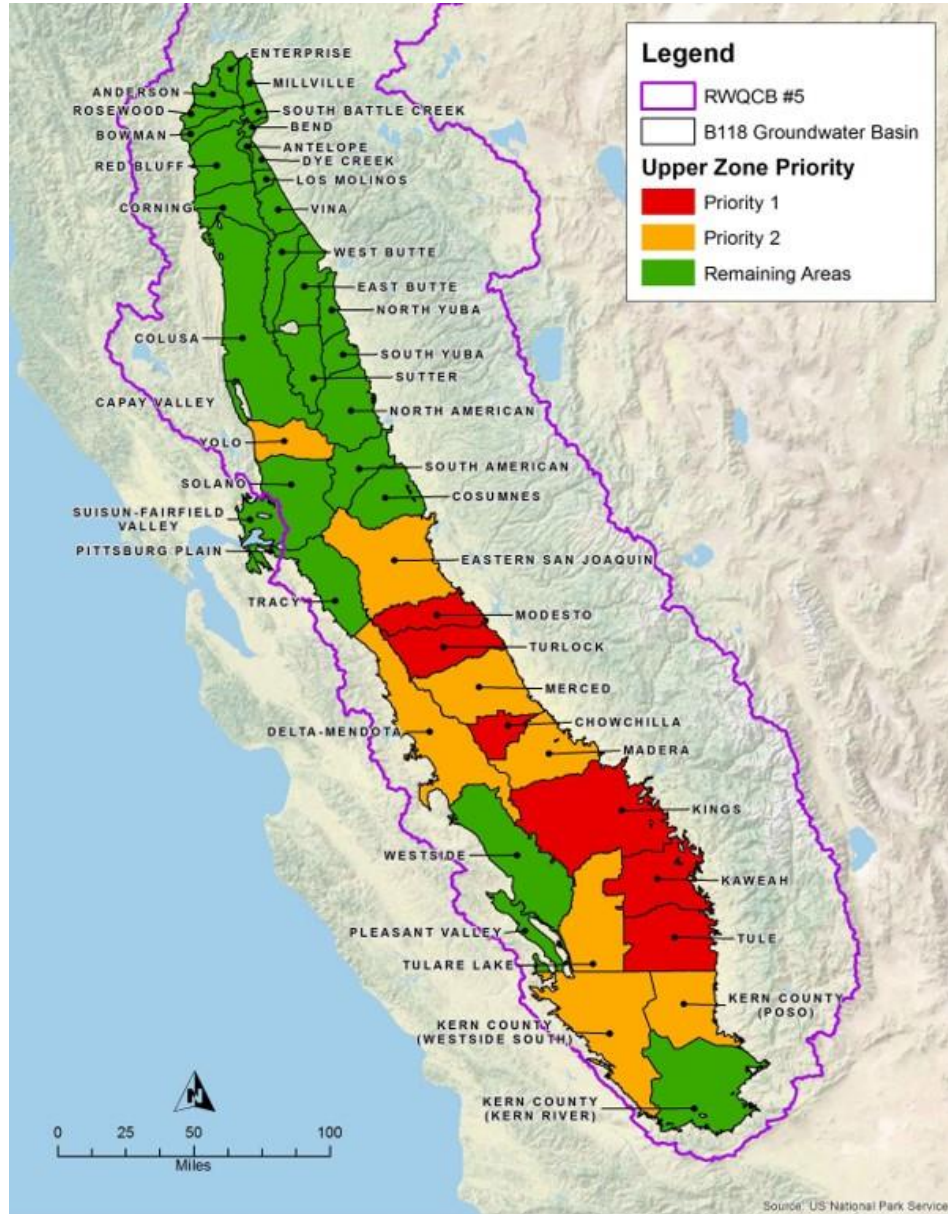 Legend
RWQCB #5
B118 Groundwater Basin
Upper Zone Priority
Priority 1
Priority 2
Remaining Areas
ENTERPRISE
MILLVILLE
ANDERSON
ROSEWOOD
SOUTH BATTLE CREEK
BEND
BOWMAN
ANTELOPE
DYE CREEK
RED BLUFF
LOS MOLINOS
CORNING
VINA
WEST BUTTE
EAST BUTTE
NORTH YUBA
COLUSA
SOUTH YUBA
SUTTER
CAPAY VALLEY
NORTH AMERICAN
YOLO
SOUTH AMERICAN
SOLANO
COSUMNES
SUISUN-FAIRFIELD
VALLEY
PITTSBURG PLAIN
EASTERN SAN JOAQUIN
TRACY
MODESTO
TURLOCK
MERCED
CHOWCHILLA
DELTA-MENDOTA
MADERA
KINGS
WESTSIDE
KAWEAH
PLEASANT VALLEY
TULE
TULARE LAKE
KERN COUNTY
(POSO)
KERN COUNTY
(WESTSIDE SOUTH)
KERN COUNTY
(KERN RIVER)
N
0 25 50 100
Miles
Source: US National Park Service